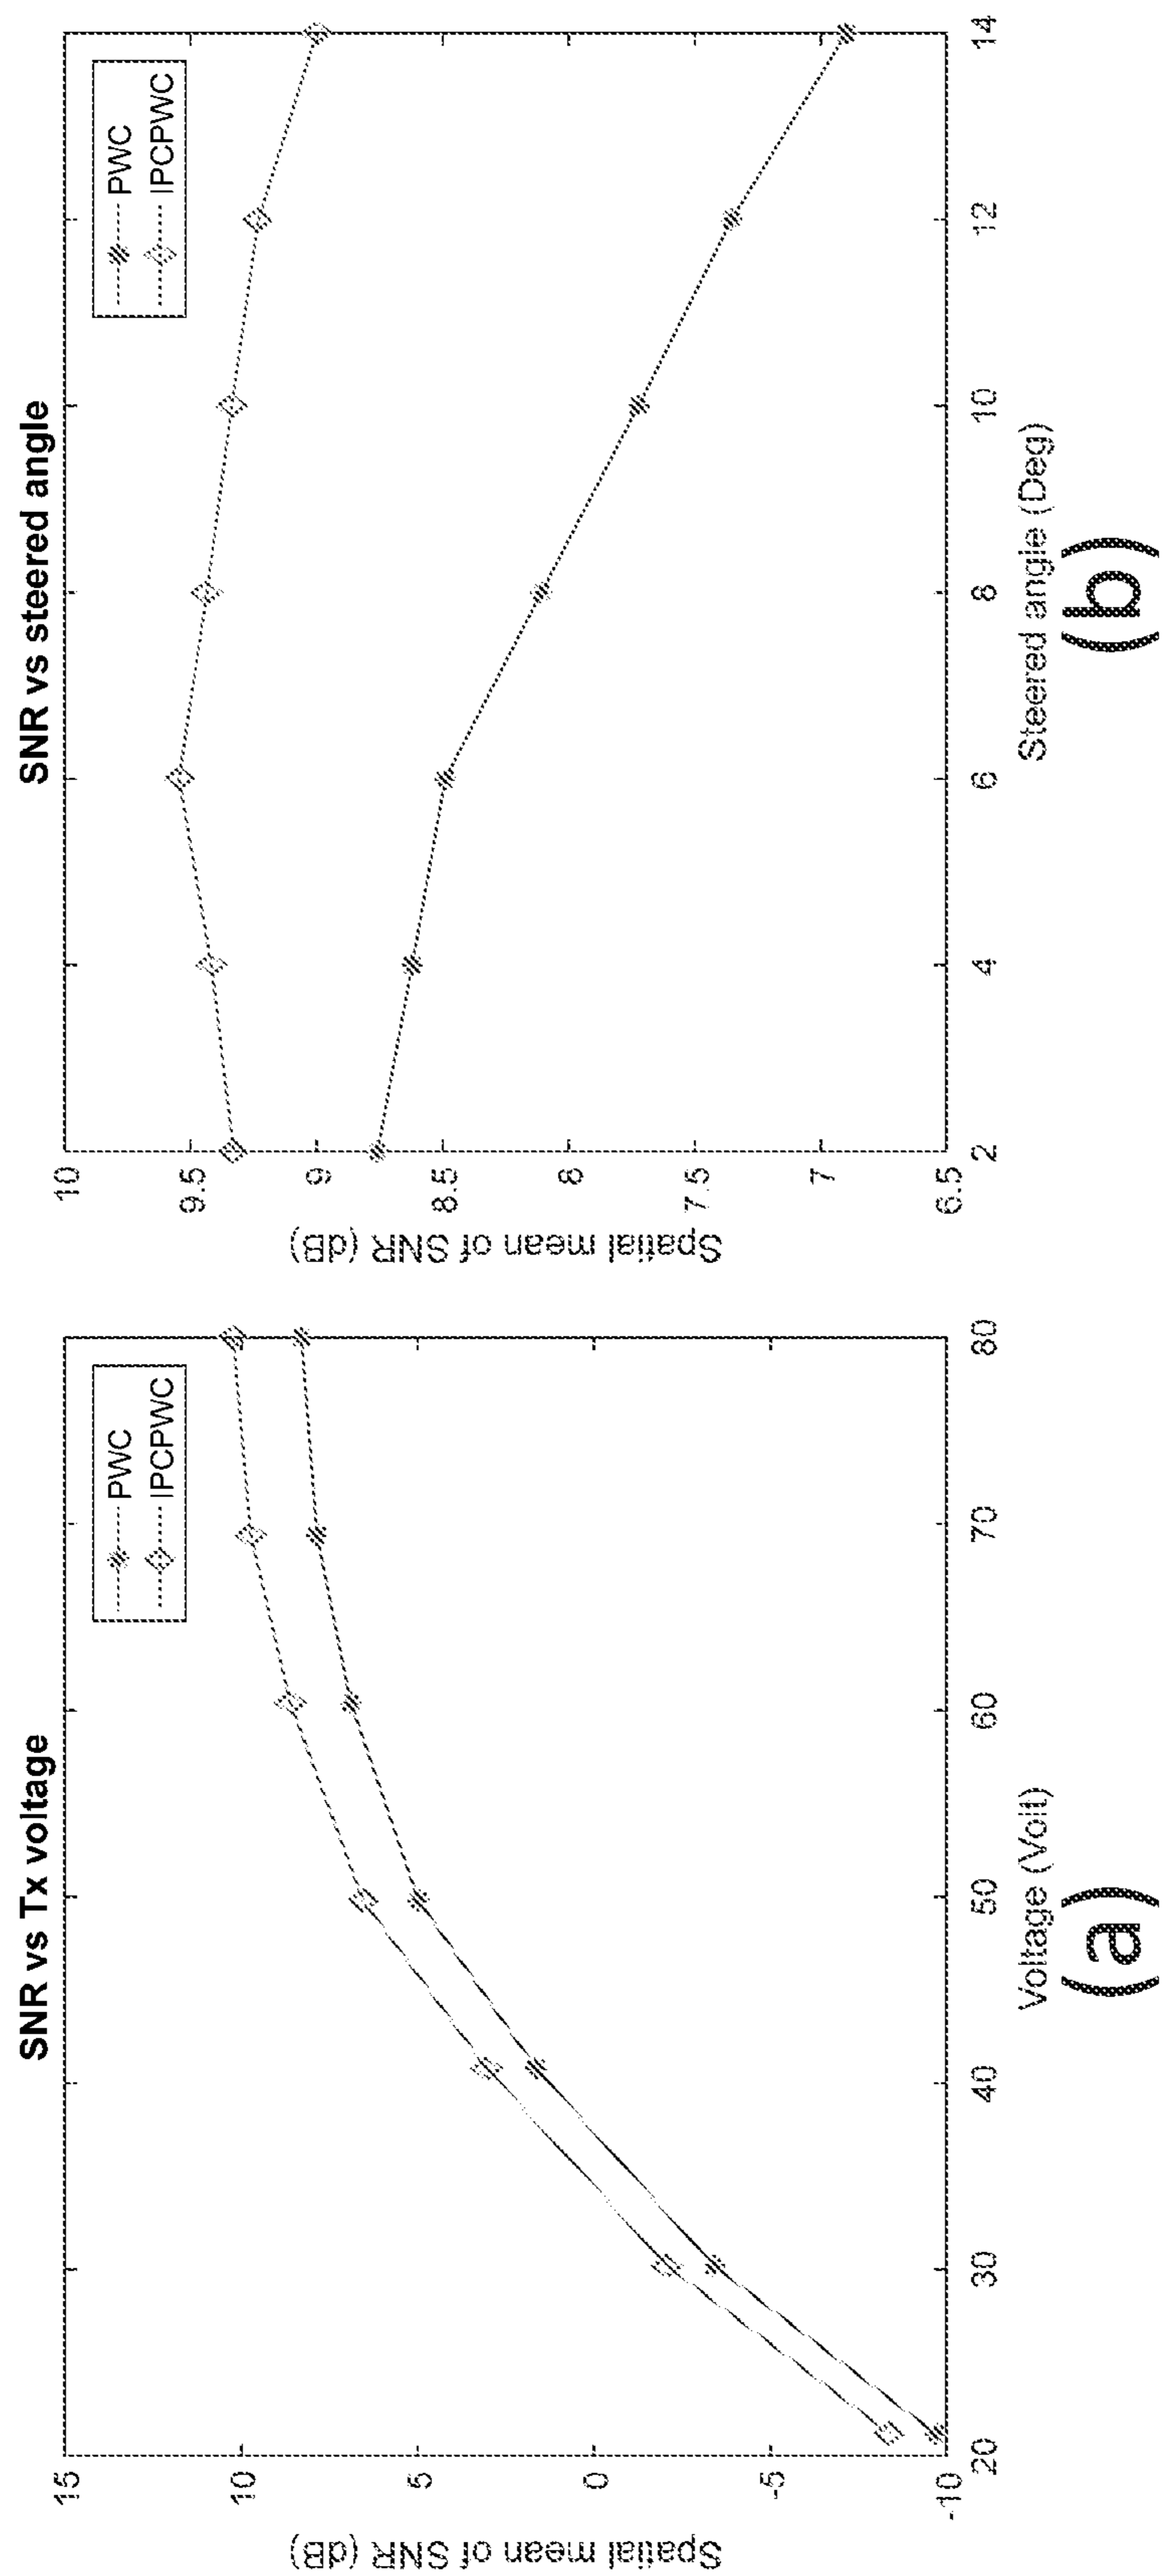 SNR vs Tx voltage
Spatial mean of SNR (dB)
15
10
5
0
-5
-10
20
30
40
50
60
70
80
PWC
IPCPWC
Voltage (Volt)
(a)
SNR vs steered angle
Spatial mean of SNR (dB)
10
9.5
9
8.5
8
7.5
7
6.5
2
4
6
8
10
12
14
PWC
IPCPWC
Steered angle (Deg)
(b)